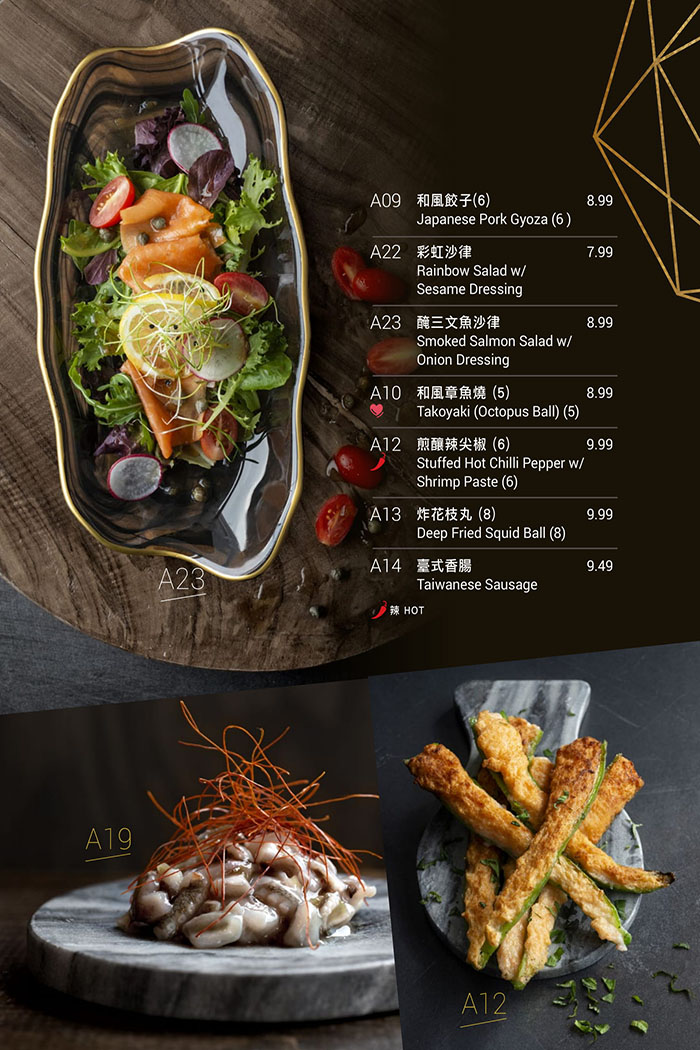 A09 和風餃子(6) 8.99
Japanese Pork Gyoza (6 )
A22 彩虹沙律 7.99
Rainbow Salad w/
Sesame Dressing
A23 醃三文魚沙律 8.99
Smoked Salmon Salad w/
Onion Dressing
A10 和風章魚燒 (5) 8.99
Takoyaki (Octopus Ball) (5)
A12 煎釀辣尖椒 (6) 9.99
Stuffed Hot Chilli Pepper w/
Shrimp Paste (6)
A13 炸花枝丸 (8) 9.99
Deep Fried Squid Ball (8)
A14 臺式香腸 9.49
Taiwanese Sausage
辣 HOT
A23
A19
A12